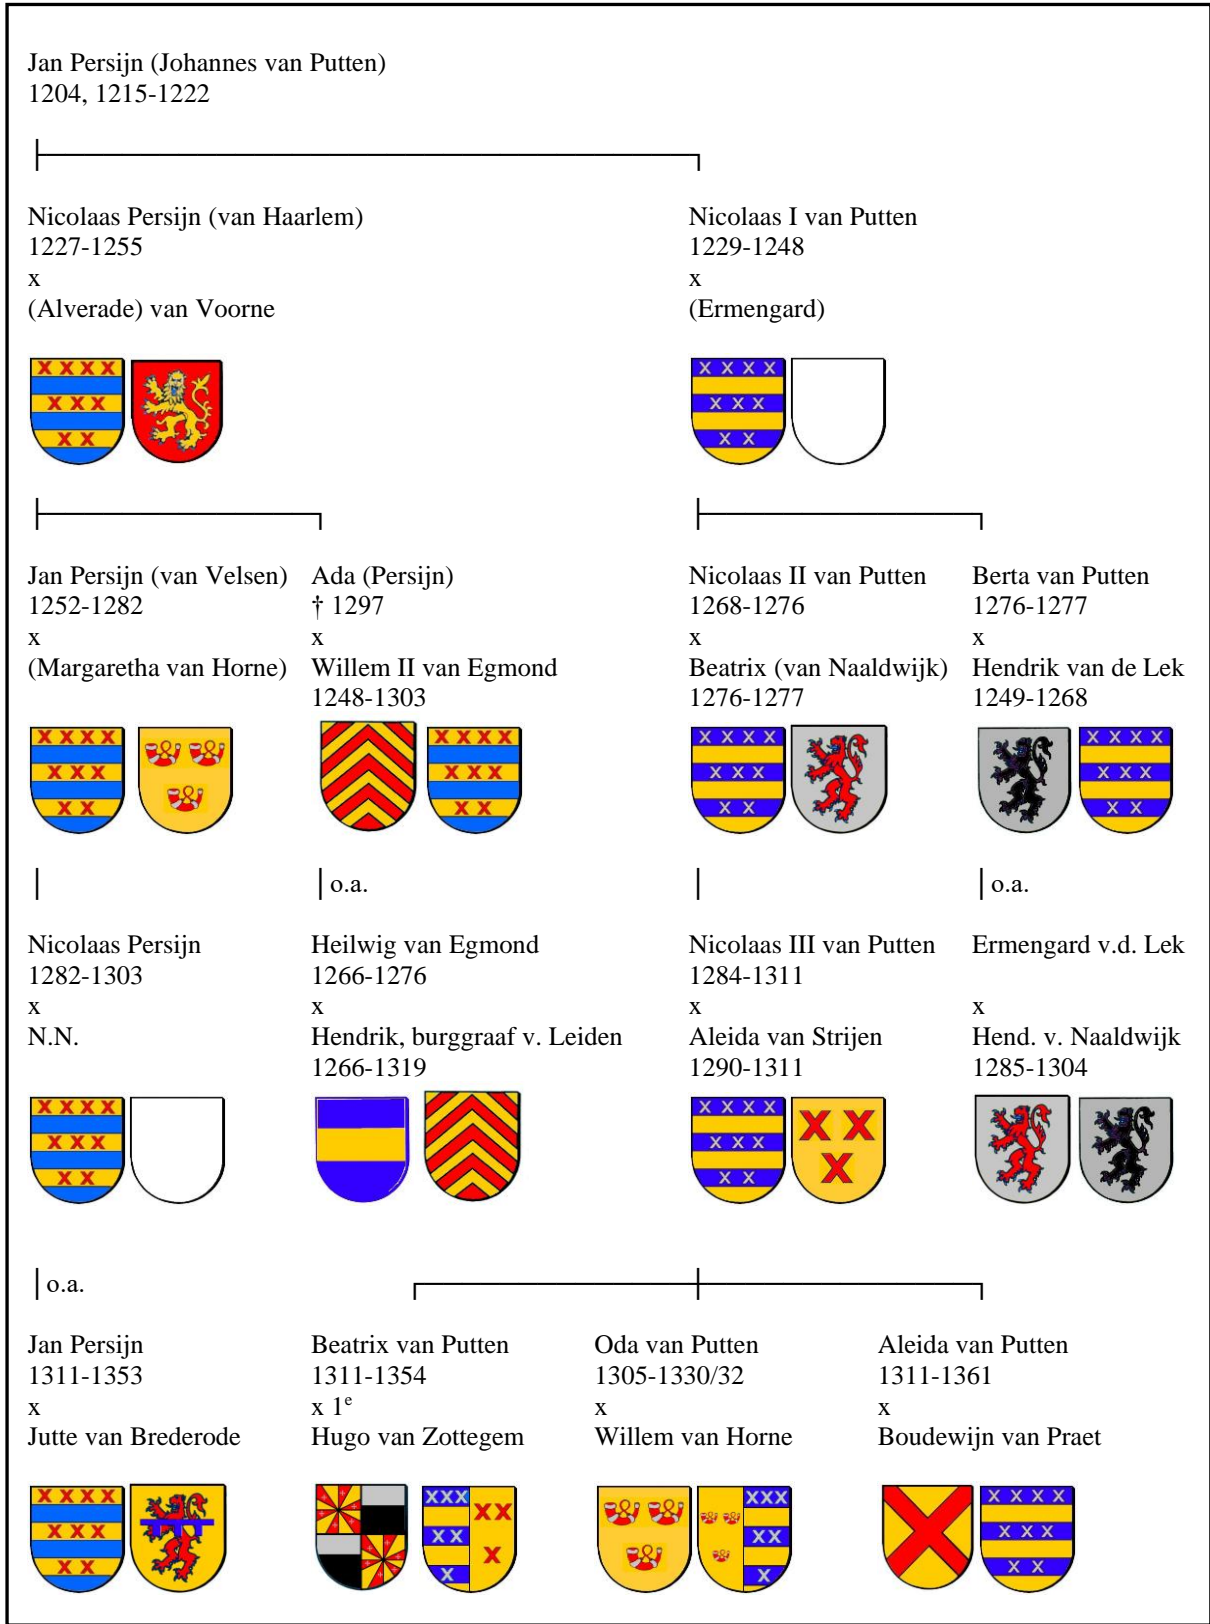 Jan Persijn (Johannes van Putten)
1204, 1215-1222
Nicolaas Persijn (van Haarlem)
1227-1255
x
(Alverade) van Voorne
Nicolaas I van Putten
1229-1248
x
(Ermengard)
Jan Persijn (van Velsen)
1252-1282
x
(Margaretha van Horne)
Ada (Persijn)
† 1297
x
Willem II van Egmond
1248-1303
Nicolaas II van Putten
1268-1276
x
Beatrix (van Naaldwijk)
1276-1277
Berta van Putten
1276-1277
x
Hendrik van de Lek
1249-1268
o.a.
o.a.
Nicolaas Persijn
1282-1303
x
N.N.
Heilwig van Egmond
1266-1276
x
Hendrik, burggraaf v. Leiden
1266-1319
Nicolaas III van Putten
1284-1311
x
Aleida van Strijen
1290-1311
Ermengard v.d. Lek
x
Hend. v. Naaldwijk
1285-1304
o.a.
Jan Persijn
1311-1353
x
Jutte van Brederode
Beatrix van Putten
1311-1354
x 1e
Hugo van Zottegem
Oda van Putten
1305-1330/32
x
Willem van Horne
Aleida van Putten
1311-1361
x
Boudewijn van Praet